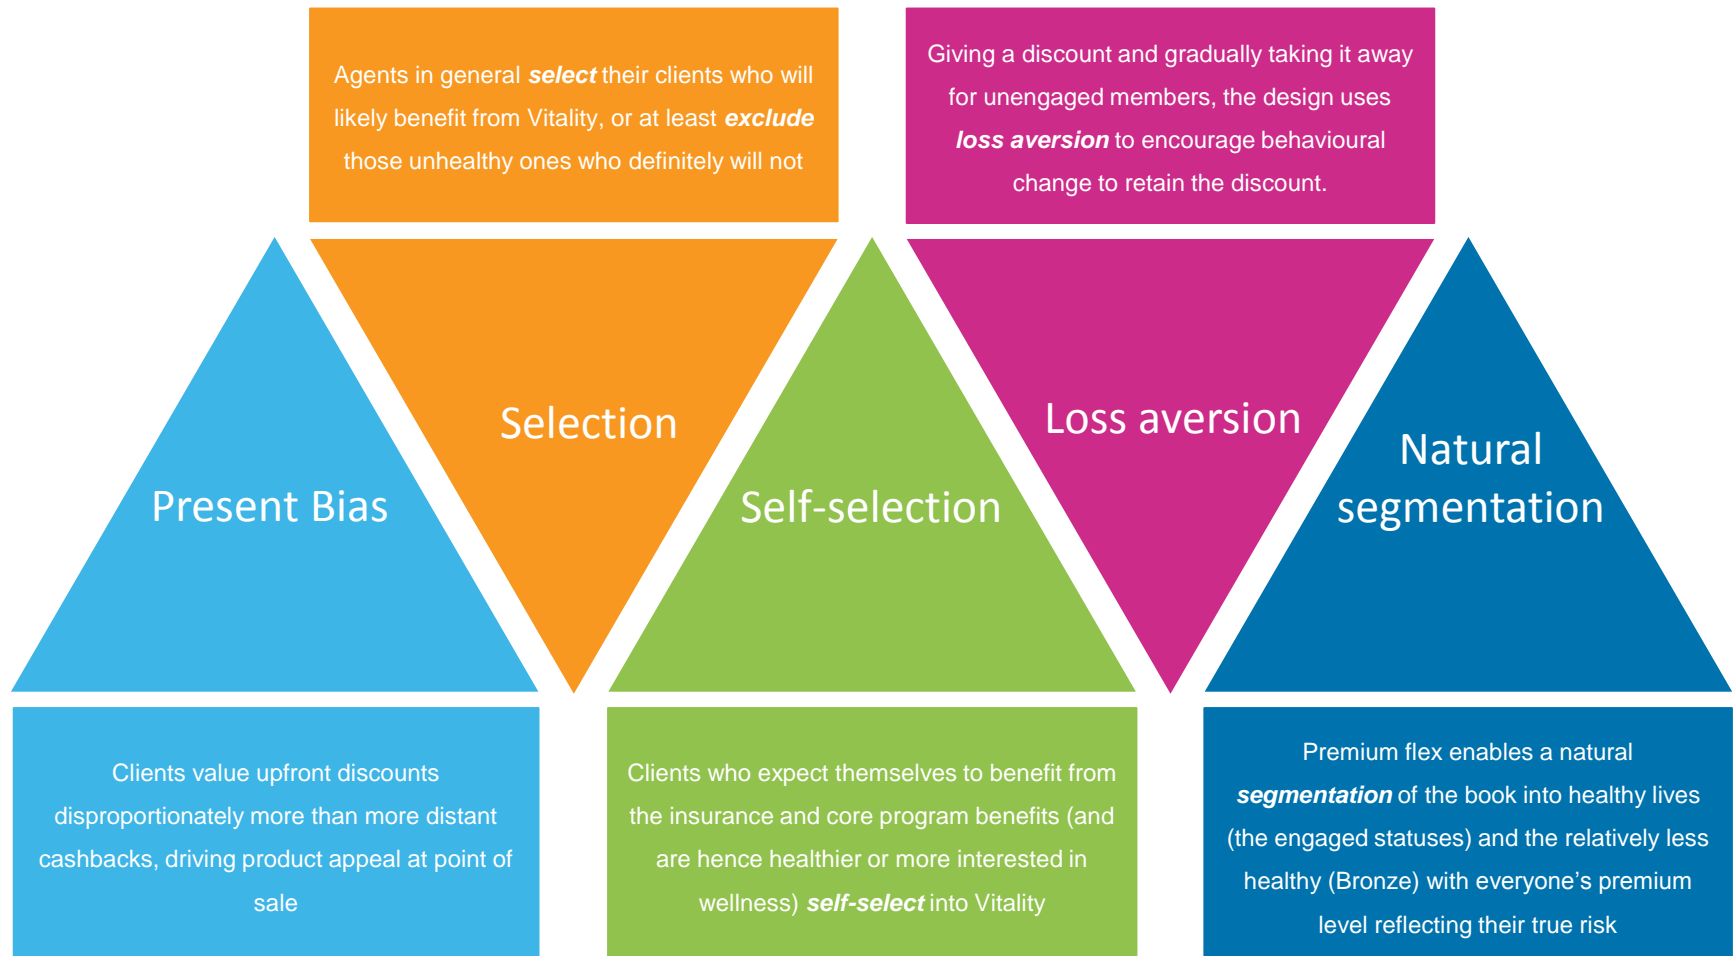 Agents in general select their clients who will
likely benefit from Vitality, or at least exclude
those unhealthy ones who definitely will not
Giving a discount and gradually taking it away
for unengaged members, the design uses
loss aversion to encourage behavioural
change to retain the discount.
Present Bias
Selection
Self-selection
Loss aversion
Natural
segmentation
Clients value upfront discounts
disproportionately more than more distant
cashbacks, driving product appeal at point of
sale
Clients who expect themselves to benefit from
the insurance and core program benefits (and
are hence healthier or more interested in
wellness) self-select into Vitality
Premium flex enables a natural
segmentation of the book into healthy lives
(the engaged statuses) and the relatively less
healthy (Bronze) with everyone’s premium
level reflecting their true risk